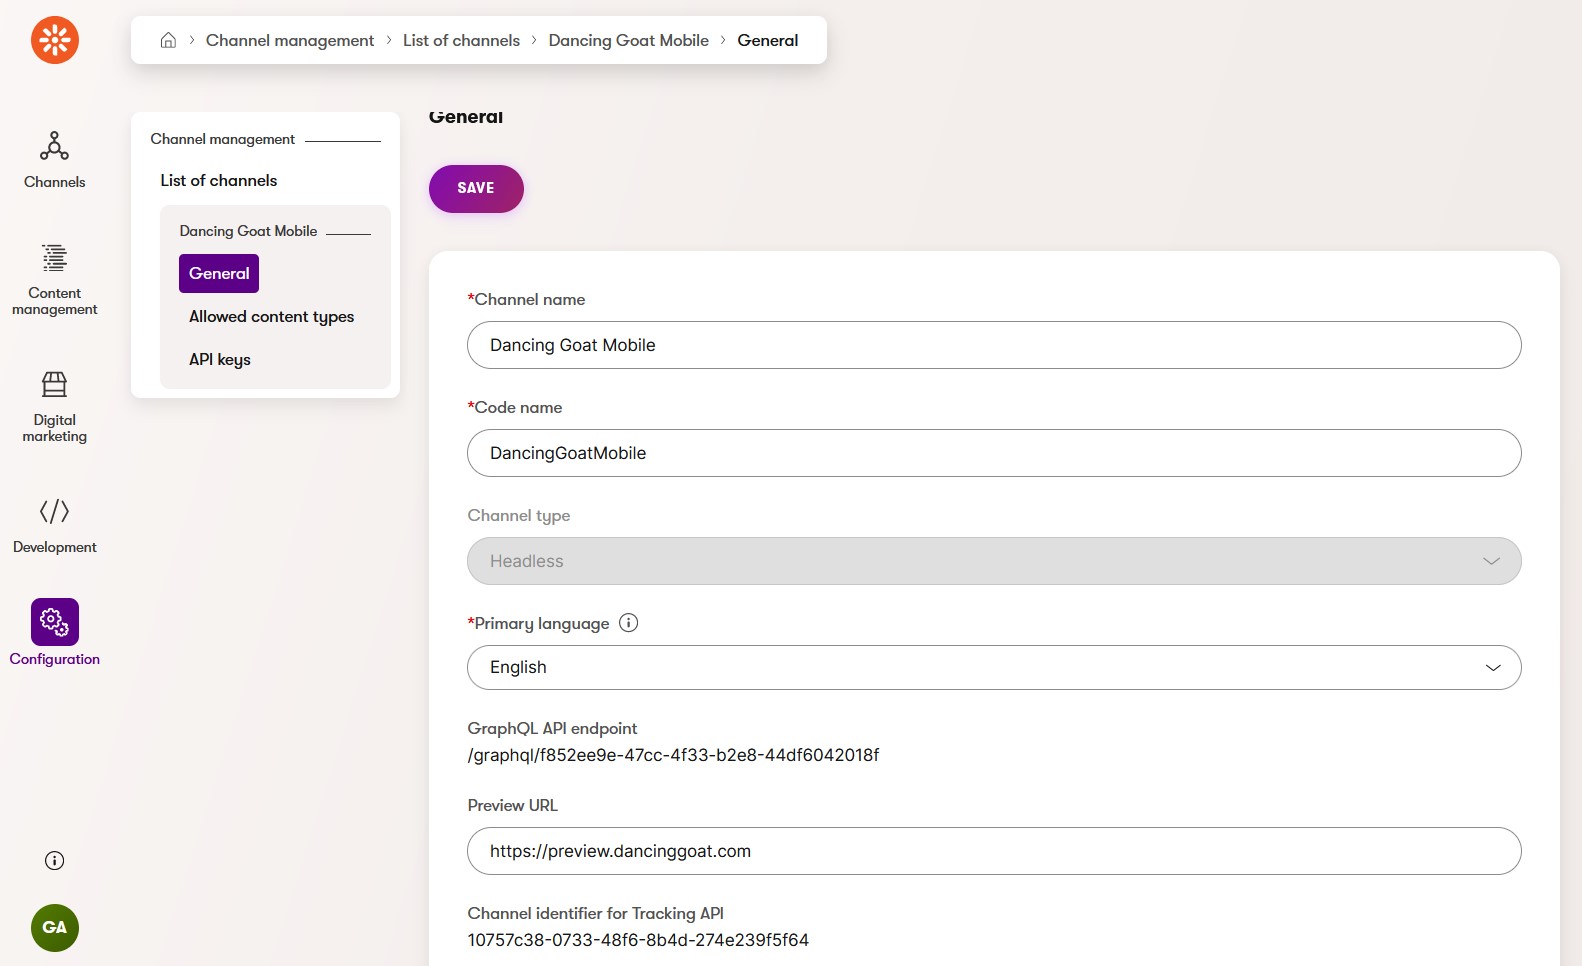 Channel management
List of channels
Dancing Goat Mobile
General
Channels
Content
management
Digital
marketing
Development
Configuration
GA
Channel management
List of channels
Dancing Goat Mobile
General
Allowed content types
API keys
General
SAVE
*Channel name
Dancing Goat Mobile
*Code name
DancingGoatMobile
Channel type
Headless
*Primary language
English
GraphQL API endpoint
/graphql/f852ee9e-47cc-4f33-b2e8-44df6042018f
Preview URL
https://preview.dancinggoat.com
Channel identifier for Tracking API
10757c38-0733-48f6-8b4d-274e239f5f64